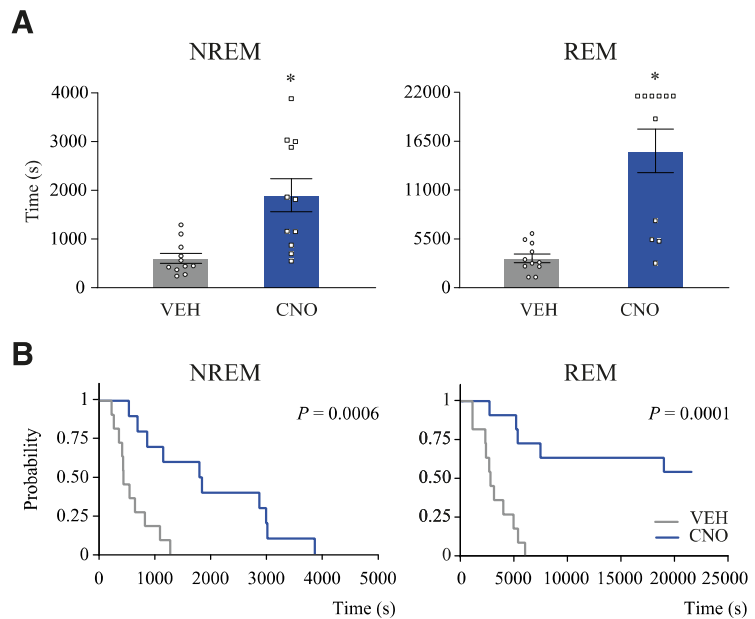 A
NREM
*
4000
3000
2000
1000
0
Time (s)
VEH
CNO
REM
*
22000
16500
11000
5500
0
VEH
CNO
B
NREM
P = 0.0006
1
0.75
0.50
0.25
0
Probability
0 1000 2000 3000 4000 5000
Time (s)
REM
P = 0.0001
1
0.75
0.50
0.25
0
VEH
CNO
0 5000 10000 15000 20000 25000
Time (s)